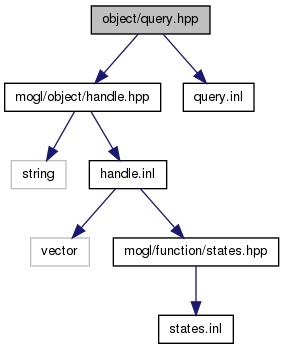 object/query.hpp
mogl/object/handle.hpp
query.inl
string
handle.inl
vector
mogl/function/states.hpp
states.inl